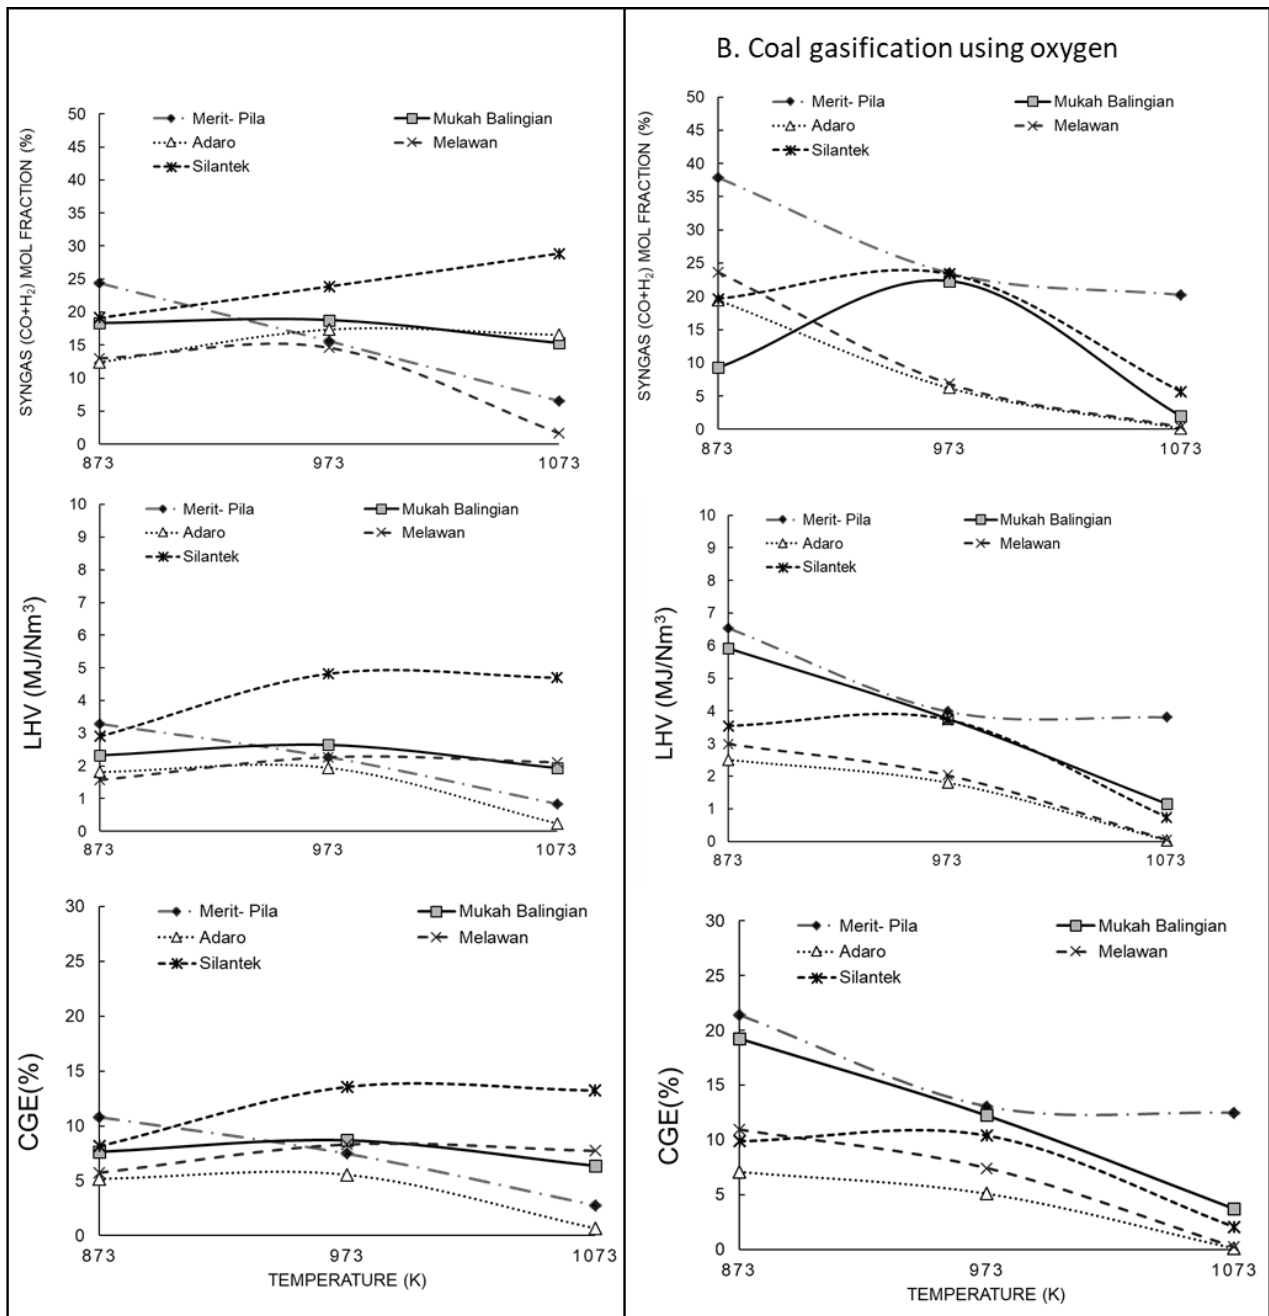 SYNGAS (CO+H₂) MOL FRACTION (%)
Merit- Pila
Mukah Balingian
Adaro
Melawan
Silantek
50
45
40
35
30
25
20
15
10
5
0
873
973
1073
LHV (MJ/Nm³)
Merit- Pila
Mukah Balingian
Adaro
Melawan
Silantek
10
9
8
7
6
5
4
3
2
1
0
873
973
1073
CGE(%)
Merit- Pila
Mukah Balingian
Adaro
Melawan
Silantek
30
25
20
15
10
5
0
873
973
1073
TEMPERATURE (K)
B. Coal gasification using oxygen
SYNGAS (CO+H₂) MOL FRACTION (%)
Merit- Pila
Mukah Balingian
Adaro
Melawan
Silantek
50
45
40
35
30
25
20
15
10
5
0
873
973
1073
LHV (MJ/Nm³)
Merit- Pila
Mukah Balingian
Adaro
Melawan
Silantek
10
9
8
7
6
5
4
3
2
1
0
873
973
1073
CGE(%)
Merit- Pila
Mukah Balingian
Adaro
Melawan
Silantek
30
25
20
15
10
5
0
873
973
1073
TEMPERATURE (K)